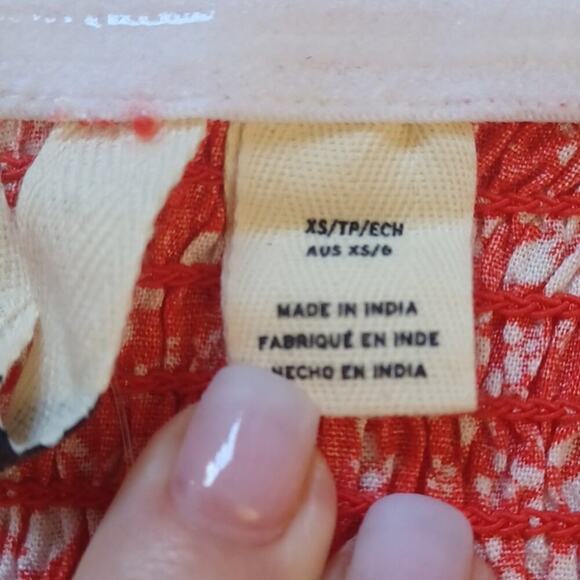 XS/TP/ECH
AUS XS/6
MADE IN INDIA
FABRIQUÉ EN INDE
HECHO EN INDIA